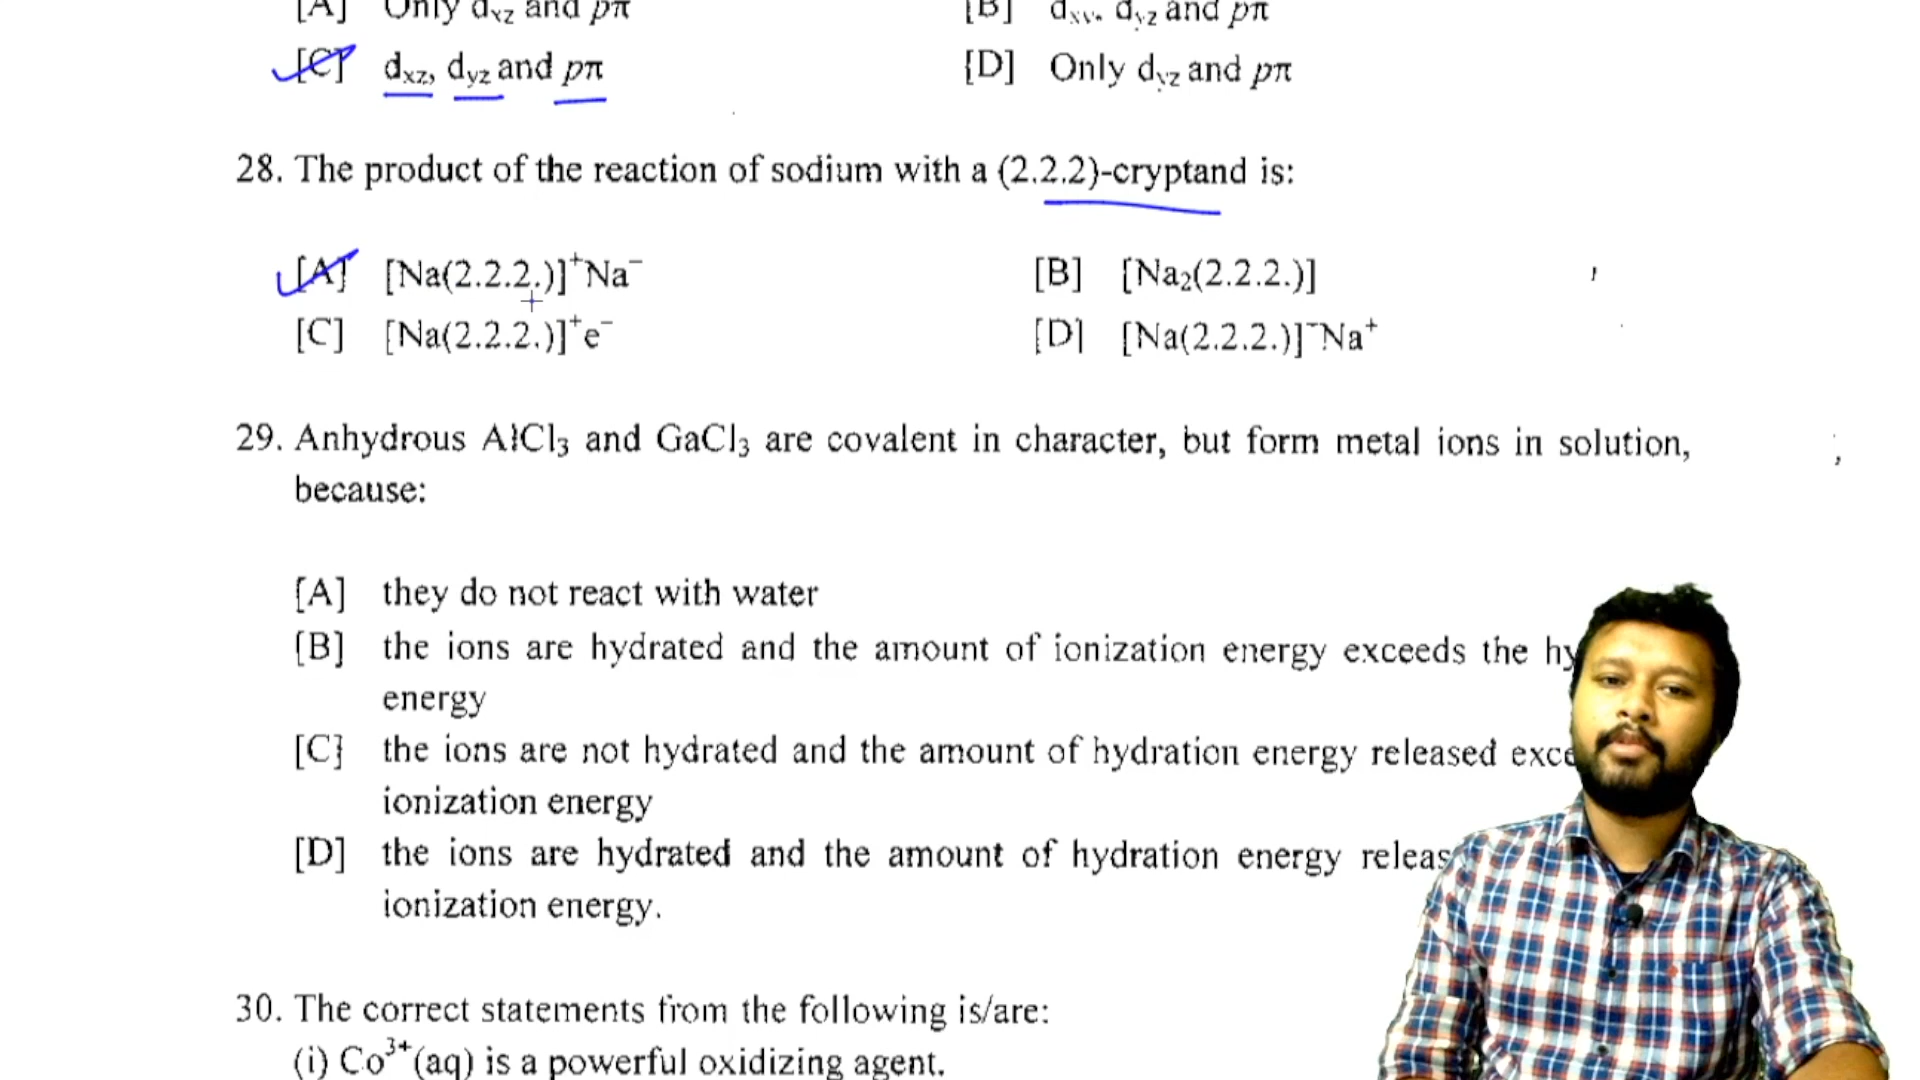 [A] Only dxz and pπ [B] dxy, dyz and pπ
[C] dxz, dyz and pπ [D] Only dyz and pπ
28. The product of the reaction of sodium with a (2.2.2)-cryptand is:
[A] [Na(2.2.2.)]⁺Na⁻ [B] [Na₂(2.2.2.)]
[C] [Na(2.2.2.)]⁺e⁻ [D] [Na(2.2.2.)]⁻Na⁺
29. Anhydrous AlCl₃ and GaCl₃ are covalent in character, but form metal ions in solution,
because:
[A] they do not react with water
[B] the ions are hydrated and the amount of ionization energy exceeds the
energy
[C] the ions are not hydrated and the amount of hydration energy released
ionization energy
[D] the ions are hydrated and the amount of hydration energy
ionization energy.
30. The correct statements from the following is/are:
(i) Co³⁺(aq) is a powerful oxidizing agent.